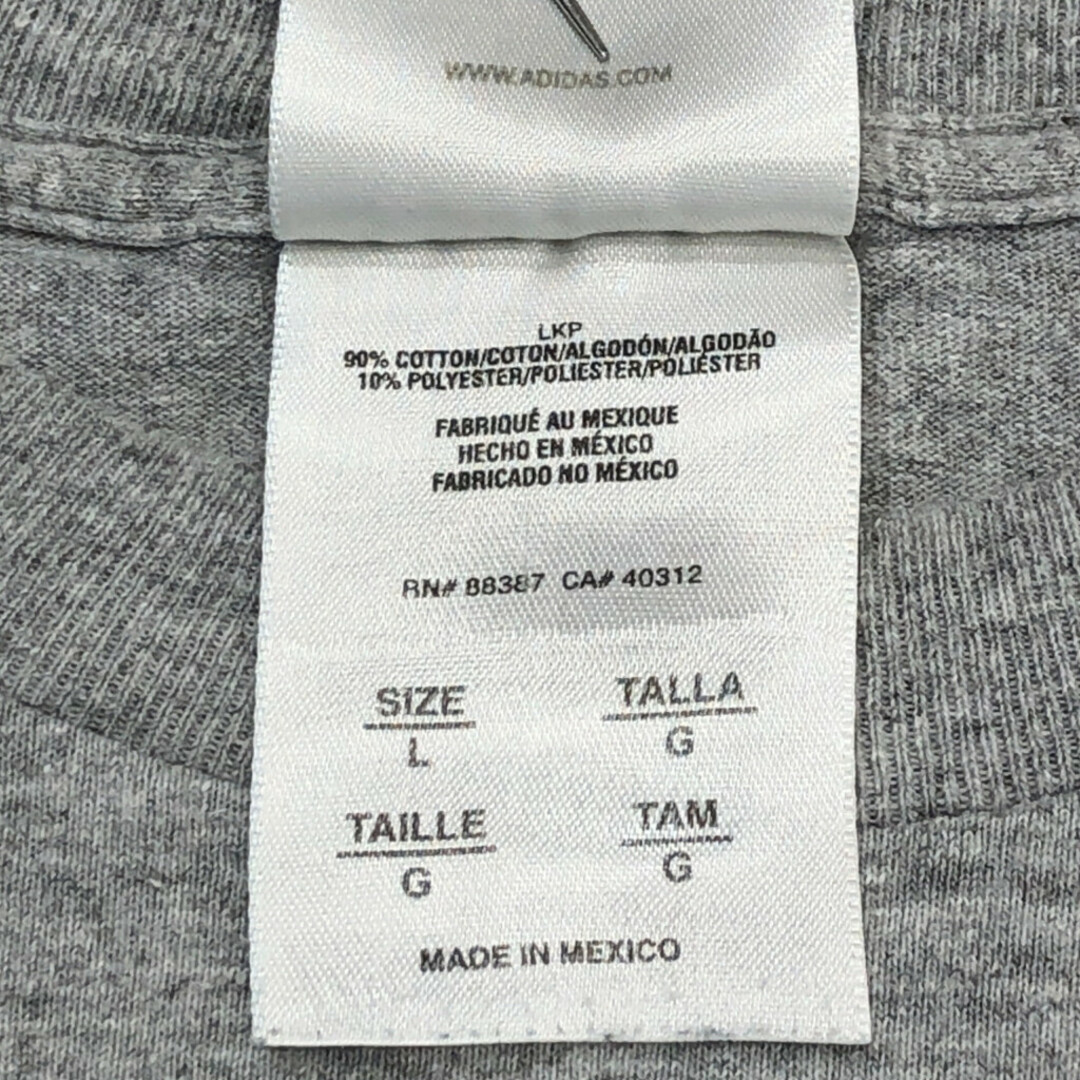 WWW.ADIDAS.COM
LKP
90% COTTON/COTON/ALGODÓN/ALGODÃO
10% POLYESTER/POLIESTER/POLIÉSTER
FABRIQUÉ AU MEXIQUE
HECHO EN MÉXICO
FABRICADO NO MÉXICO
RN# 88387 CA# 40312
SIZE
L
TALLA
G
TAILLE
G
TAM
G
MADE IN MEXICO